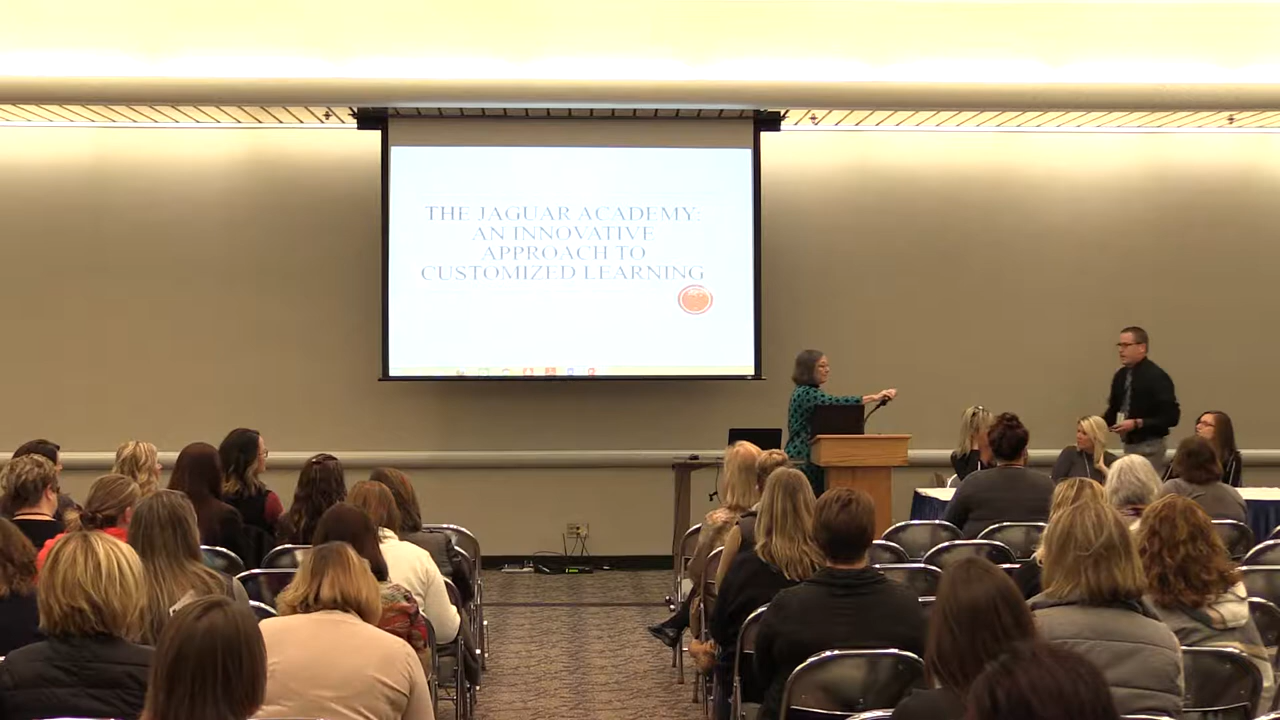 THE JAGUAR ACADEMY:
AN INNOVATIVE
APPROACH TO
CUSTOMIZED LEARNING